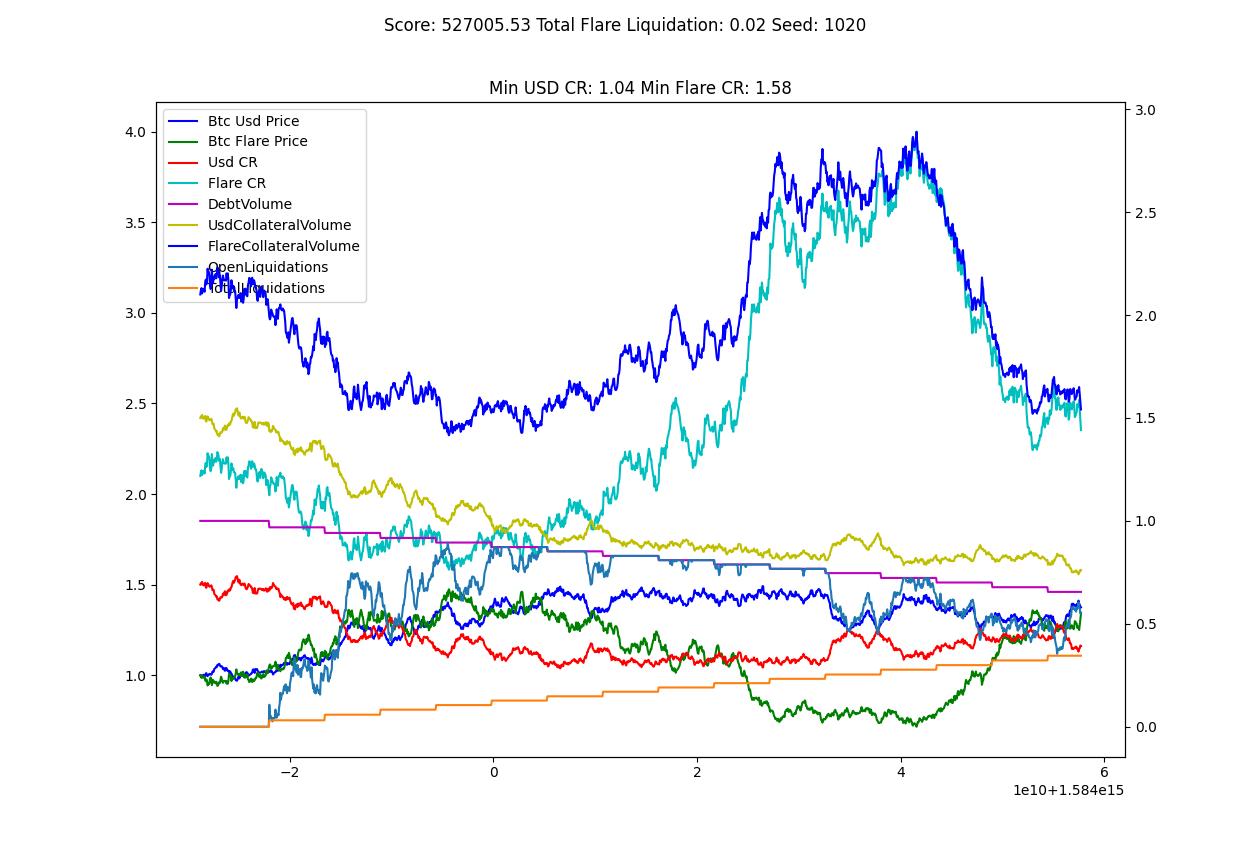 Score: 527005.53 Total Flare Liquidation: 0.02 Seed: 1020
Min USD CR: 1.04 Min Flare CR: 1.58
Btc Usd Price
Btc Flare Price
Usd CR
Flare CR
DebtVolume
UsdCollateralVolume
FlareCollateralVolume
OpenLiquidations
TotalLiquidations
4.0
3.5
3.0
2.5
2.0
1.5
1.0
3.0
2.5
2.0
1.5
1.0
0.5
0.0
−2
0
2
4
6
1e10+1.584e15